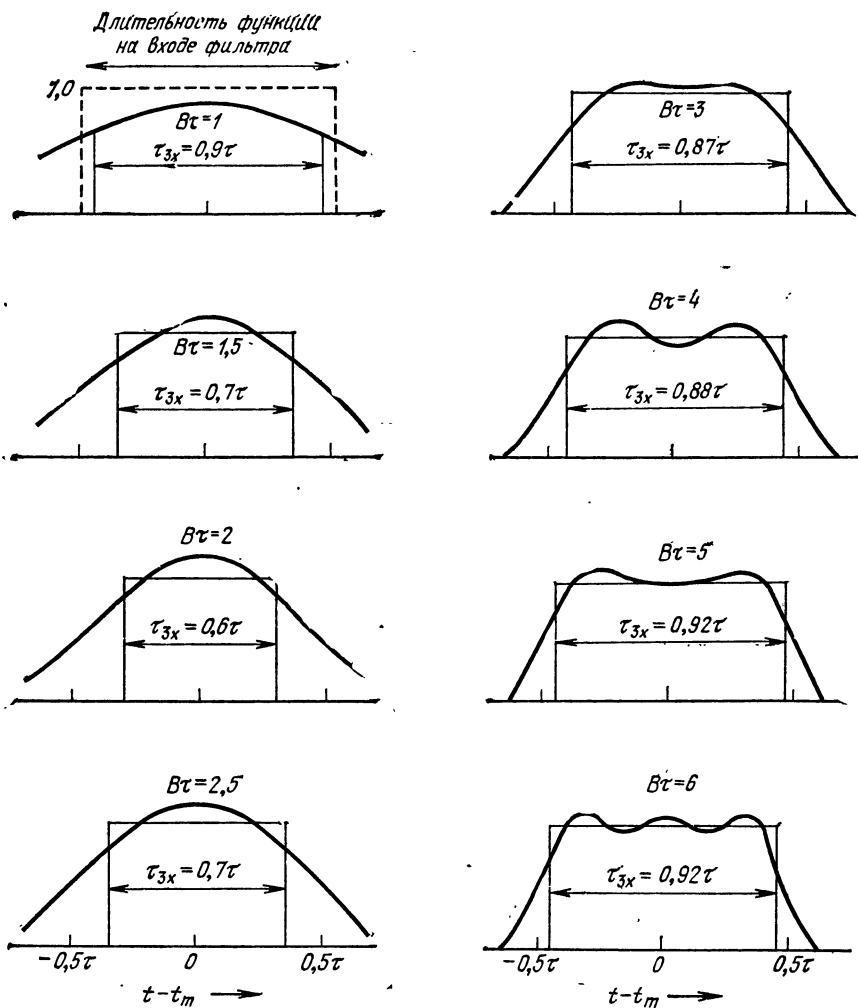 Длительность функции
на входе фильтра
1,0
Bτ=1
τ3x=0,9τ
Bτ=1,5
τ3x=0,7τ
Bτ=2
τ3x=0,6τ
Bτ=2,5
τ3x=0,7τ
-0,5τ
0
0,5τ
t-tm
Bτ=3
τ3x=0,87τ
Bτ=4
τ3x=0,88τ
Bτ=5
τ3x=0,92τ
Bτ=6
τ3x=0,92τ
-0,5τ
0
0,5τ
t-tm